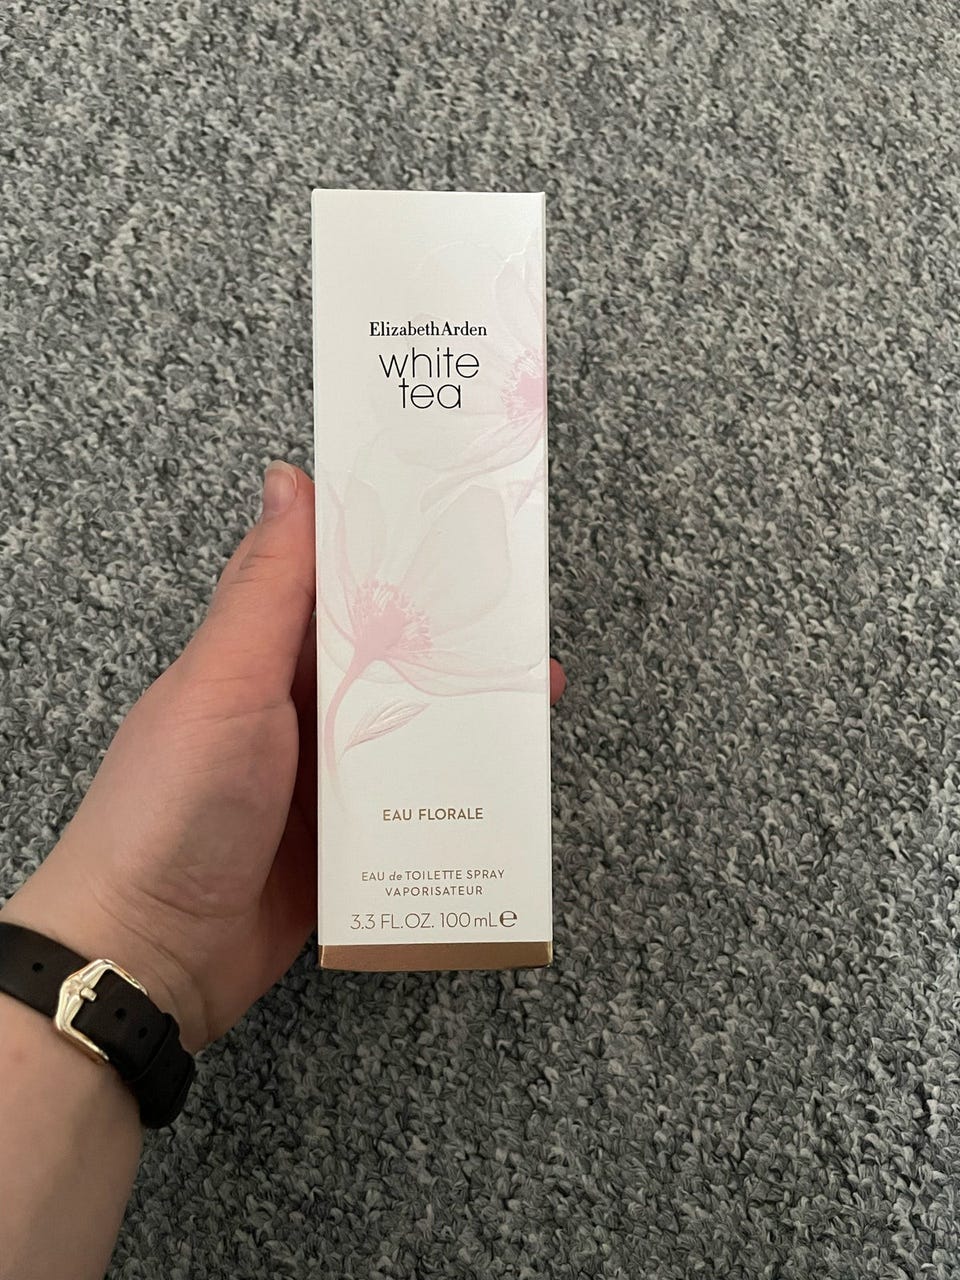 ElizabethArden
white
tea
EAU FLORALE
EAU de TOILETTE SPRAY
VAPORISATEUR
3.3 FL.OZ. 100 mL ℮